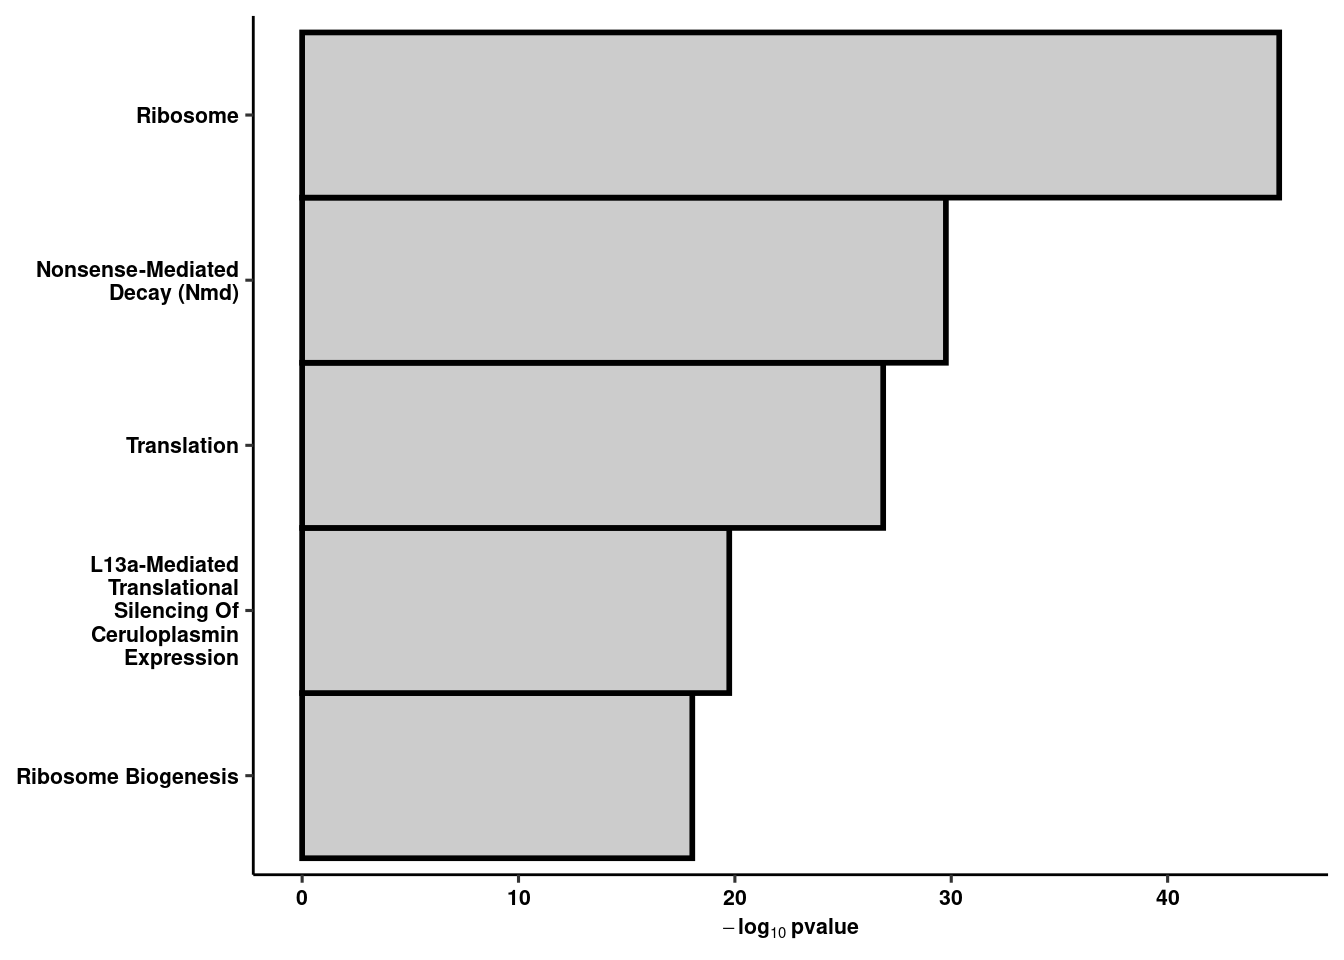 Ribosome
Nonsense-Mediated
Decay (Nmd)
Translation
L13a-Mediated
Translational
Silencing Of
Ceruloplasmin
Expression
Ribosome Biogenesis
0 10 20 30 40
−log₁₀ pvalue